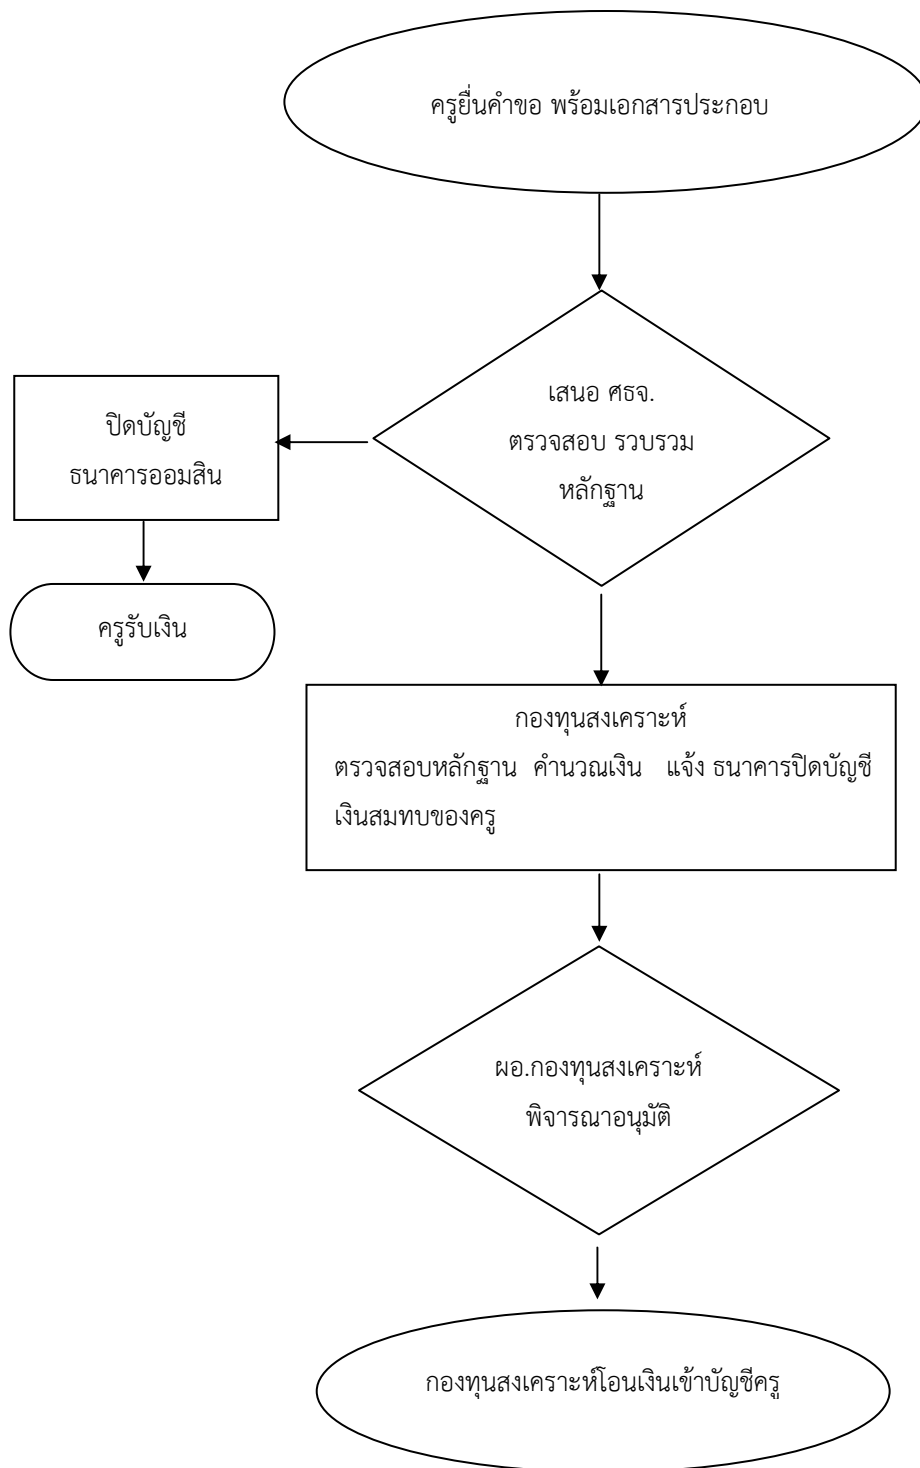 ครูยื่นคำขอ พร้อมเอกสารประกอบ
เสนอ ศธจ.
ตรวจสอบ รวบรวม
หลักฐาน
ปิดบัญชี
ธนาคารออมสิน
ครูรับเงิน
กองทุนสงเคราะห์
ตรวจสอบหลักฐาน คำนวณเงิน แจ้ง ธนาคารปิดบัญชี
เงินสมทบของครู
ผอ.กองทุนสงเคราะห์
พิจารณาอนุมัติ
กองทุนสงเคราะห์โอนเงินเข้าบัญชีครู